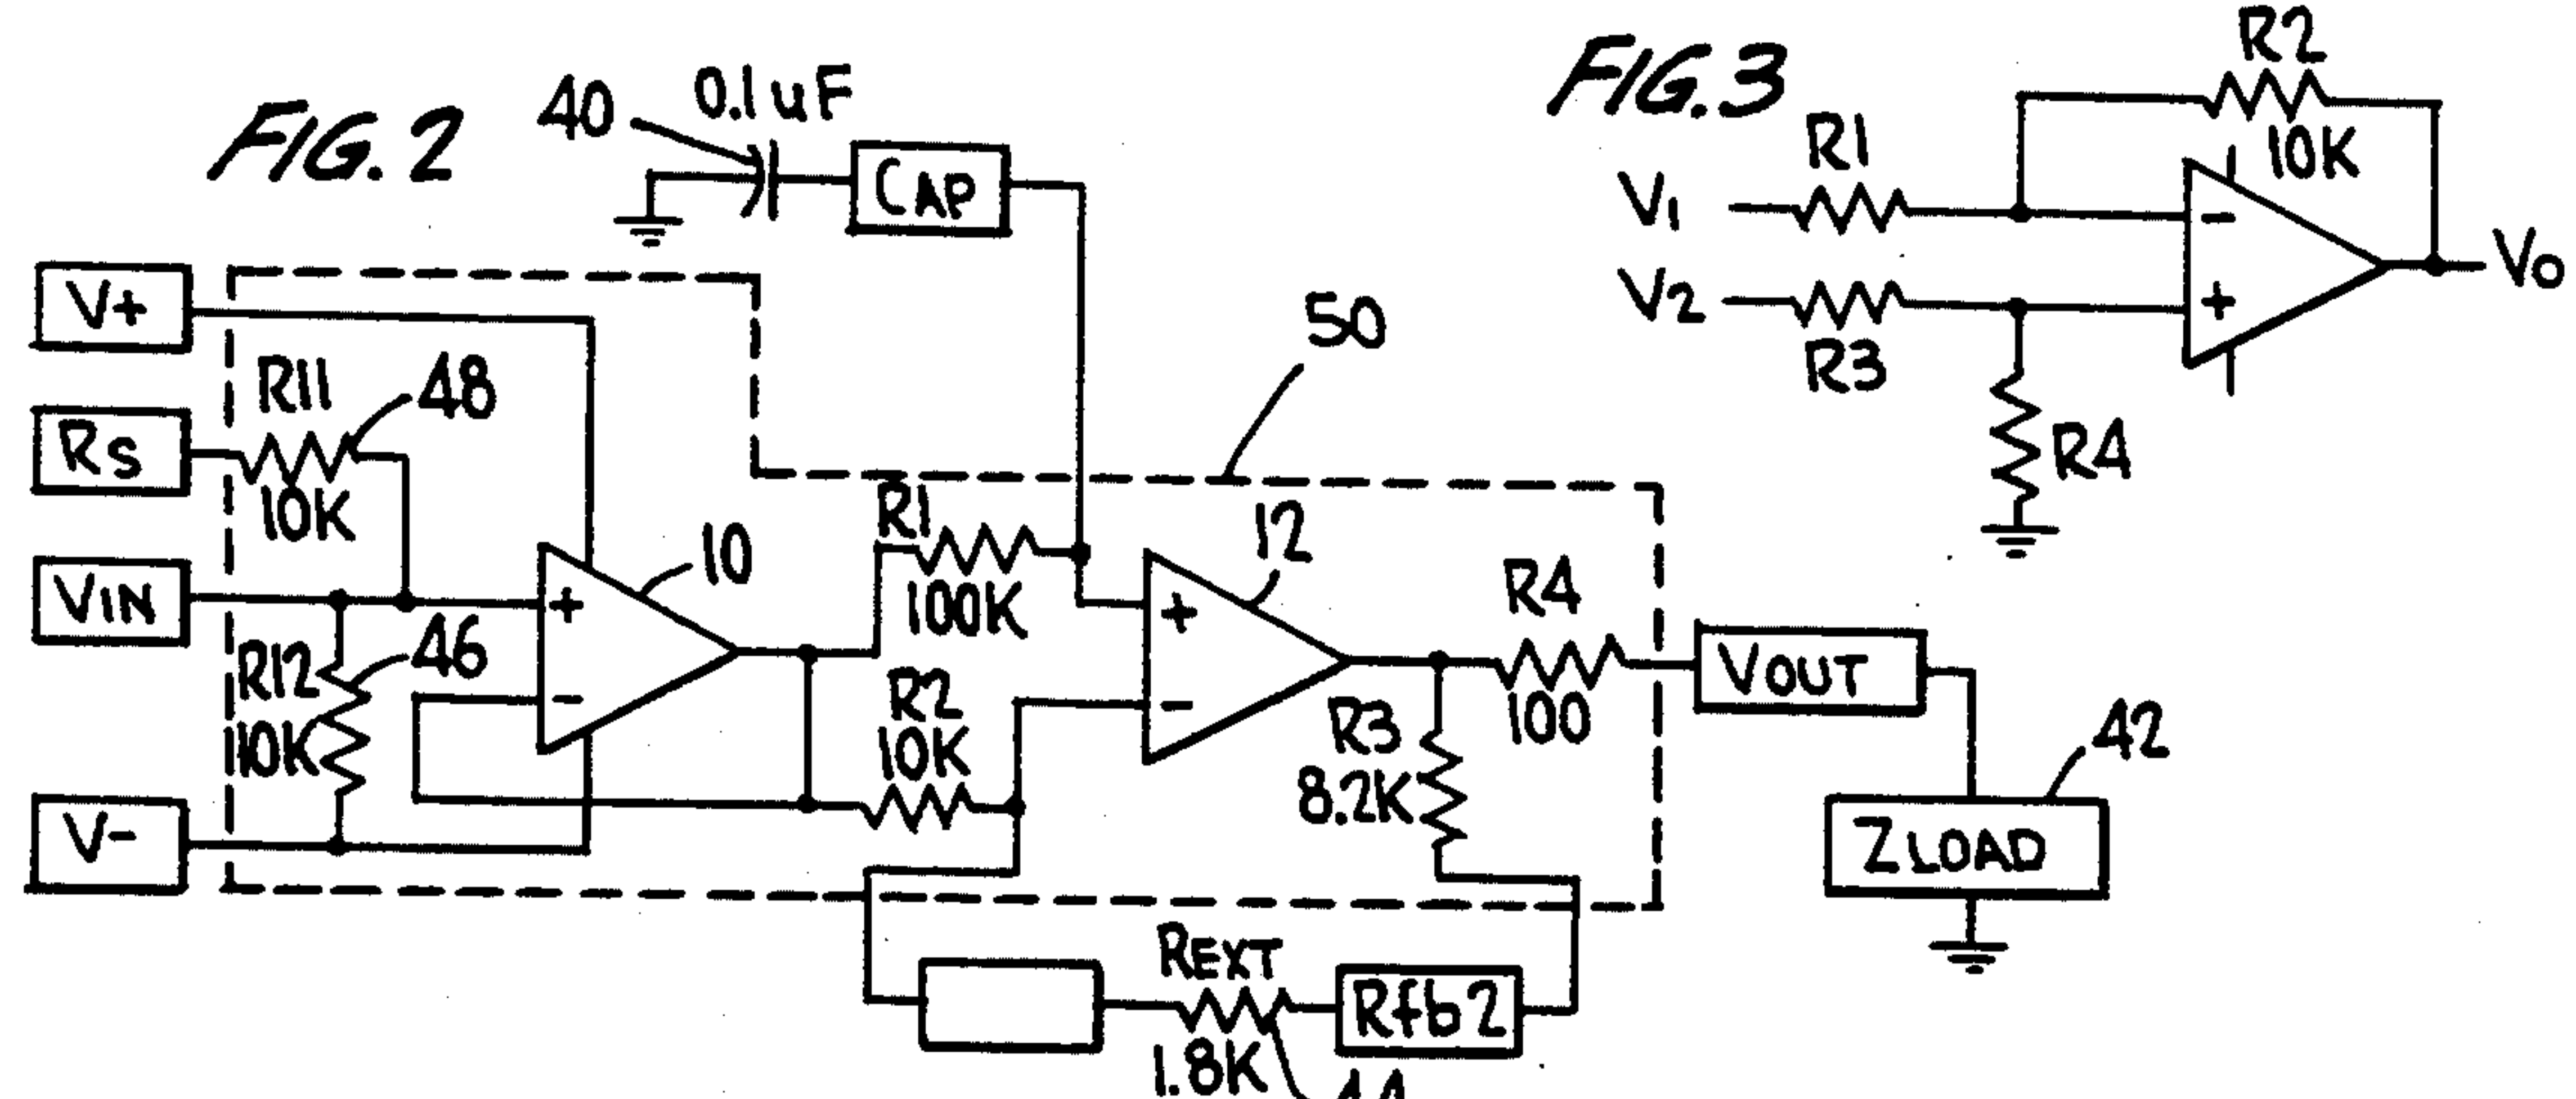 FIG. 2
40
0.1uF
CAP
V+
R11
48
RS
10K
VIN
R12
46
10K
V-
10
+
-
R1
100K
R2
10K
50
12
+
-
R4
100
R3
8.2K
VOUT
42
ZLOAD
REXT
1.8K
Rfb2
FIG. 3
R2
10K
R1
V1
V2
R3
R4
-
+
VO